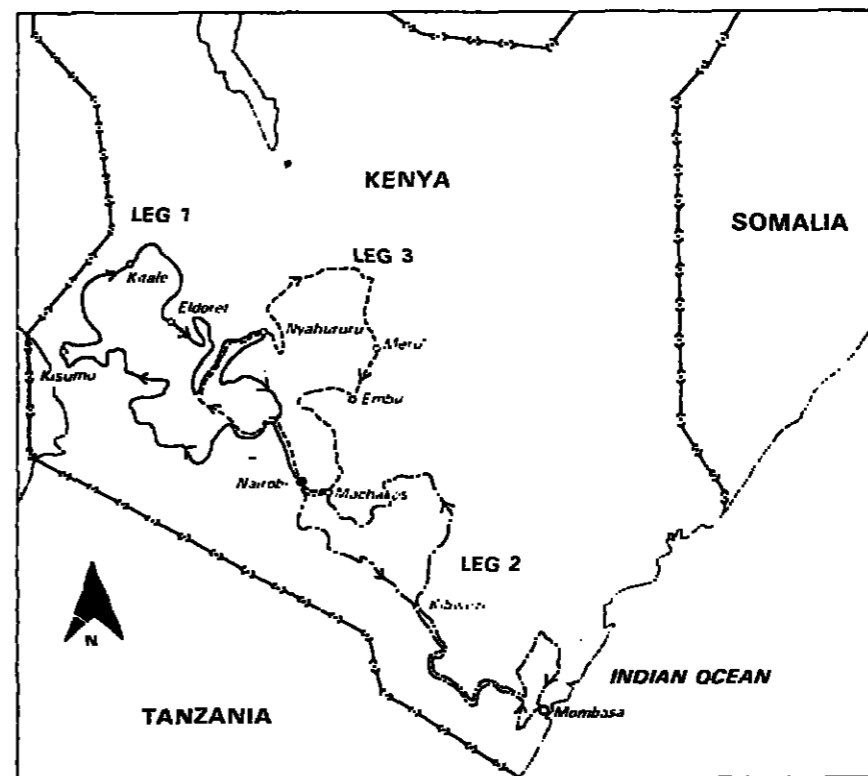 KENYA
LEG 1
SOMALIA
LEG 3
Kitale
Eldoret
Nyahururu
Meru
Kisumu
Embu
Nairobi
Machakos
LEG 2
N
INDIAN OCEAN
TANZANIA
Mombasa